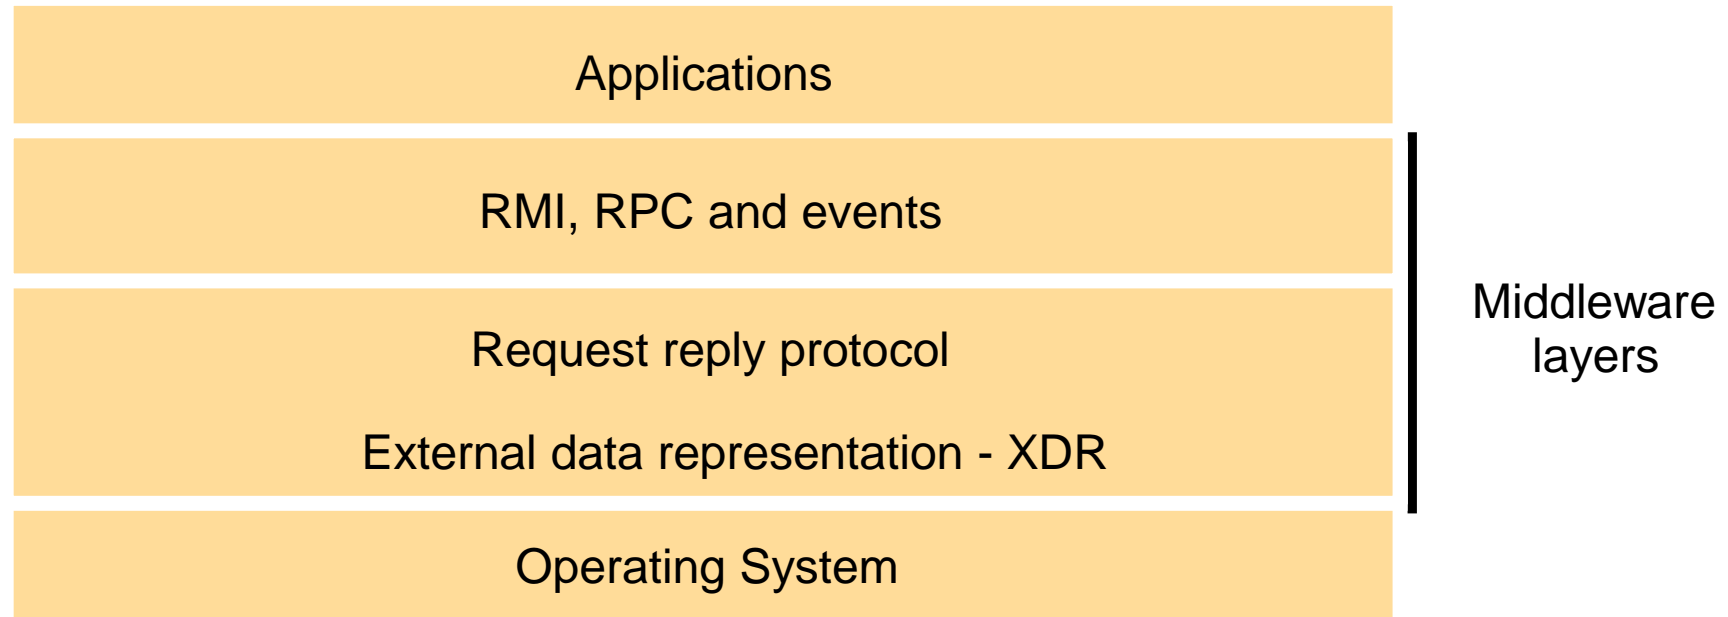 Applications
RMI, RPC and events
Request reply protocol
External data representation - XDR
Operating System
Middleware
layers